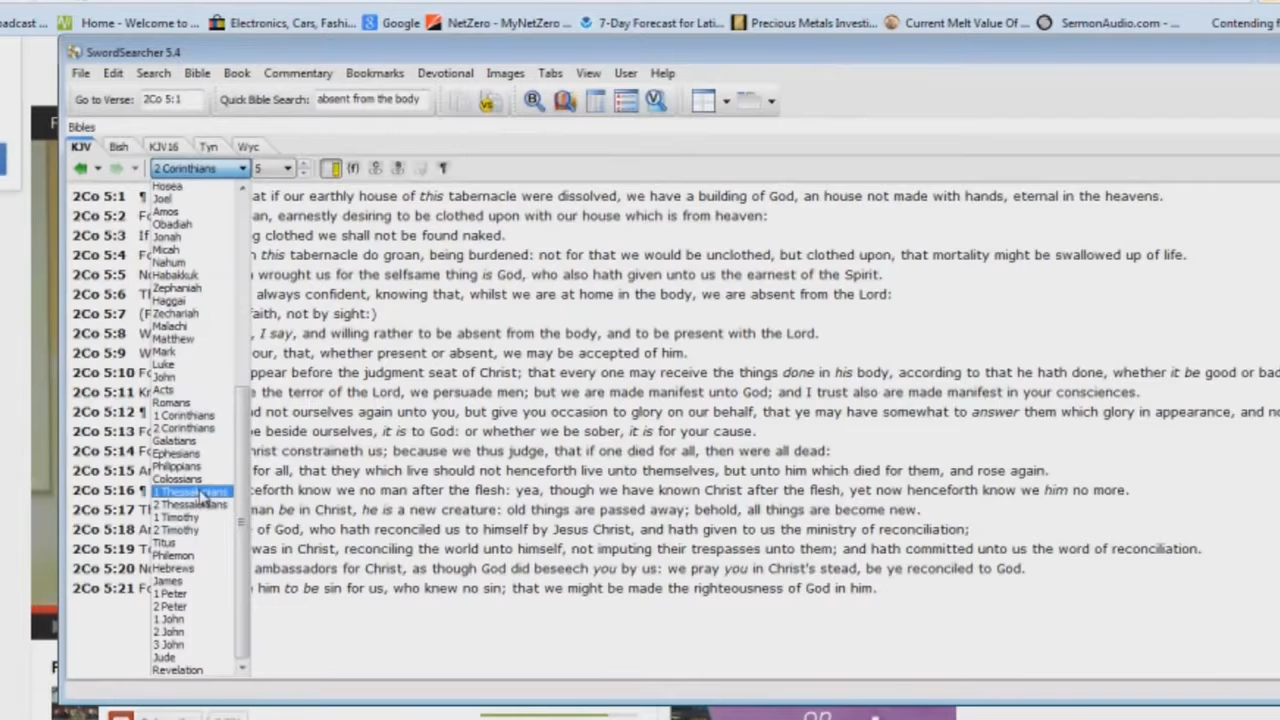 oadcast ...
Home - Welcome to ...
Electronics, Cars, Fashi...
Google
NetZero - MyNetZero ...
7-Day Forecast for Lati...
Precious Metals Investi...
Current Melt Value Of ...
SermonAudio.com - ...
Contending f
SwordSearcher 5.4
File Edit Search Bible Book Commentary Bookmarks Devotional Images Tabs View User Help
Go to Verse: 2Co 5:1 Quick Bible Search: absent from the body
Bibles
KJV Bish KJV16 Tyn Wyc
2 Corinthians 5
2Co 5:1 ¶ at if our earthly house of this tabernacle were dissolved, we have a building of God, an house not made with hands, eternal in the heavens.
2Co 5:2 Fo an, earnestly desiring to be clothed upon with our house which is from heaven:
2Co 5:3 If g clothed we shall not be found naked.
2Co 5:4 Fo n this tabernacle do groan, being burdened: not for that we would be unclothed, but clothed upon, that mortality might be swallowed up of life.
2Co 5:5 No wrought us for the selfsame thing is God, who also hath given unto us the earnest of the Spirit.
2Co 5:6 Th always confident, knowing that, whilst we are at home in the body, we are absent from the Lord:
2Co 5:7 (F faith, not by sight:)
2Co 5:8 W , I say, and willing rather to be absent from the body, and to be present with the Lord.
2Co 5:9 W our, that, whether present or absent, we may be accepted of him.
2Co 5:10 Fo ppear before the judgment seat of Christ; that every one may receive the things done in his body, according to that he hath done, whether it be good or bad
2Co 5:11 Kn e the terror of the Lord, we persuade men; but we are made manifest unto God; and I trust also are made manifest in your consciences.
2Co 5:12 ¶ nd not ourselves again unto you, but give you occasion to glory on our behalf, that ye may have somewhat to answer them which glory in appearance, and no
2Co 5:13 Fo be beside ourselves, it is to God: or whether we be sober, it is for your cause.
2Co 5:14 Fo hrist constraineth us; because we thus judge, that if one died for all, then were all dead:
2Co 5:15 An for all, that they which live should not henceforth live unto themselves, but unto him which died for them, and rose again.
2Co 5:16 ¶ ceforth know we no man after the flesh: yea, though we have known Christ after the flesh, yet now henceforth know we him no more.
2Co 5:17 Th man be in Christ, he is a new creature: old things are passed away; behold, all things are become new.
2Co 5:18 An of God, who hath reconciled us to himself by Jesus Christ, and hath given to us the ministry of reconciliation;
2Co 5:19 To was in Christ, reconciling the world unto himself, not imputing their trespasses unto them; and hath committed unto us the word of reconciliation.
2Co 5:20 No ambassadors for Christ, as though God did beseech you by us: we pray you in Christ's stead, be ye reconciled to God.
2Co 5:21 Fo him to be sin for us, who knew no sin; that we might be made the righteousness of God in him.
Hosea
Joel
Amos
Obadiah
Jonah
Micah
Nahum
Habakkuk
Zephaniah
Haggai
Zechariah
Malachi
Matthew
Mark
Luke
John
Acts
Romans
1 Corinthians
2 Corinthians
Galatians
Ephesians
Philippians
Colossians
1 Thessalonians
2 Thessalonians
1 Timothy
2 Timothy
Titus
Philemon
Hebrews
James
1 Peter
2 Peter
1 John
2 John
3 John
Jude
Revelation